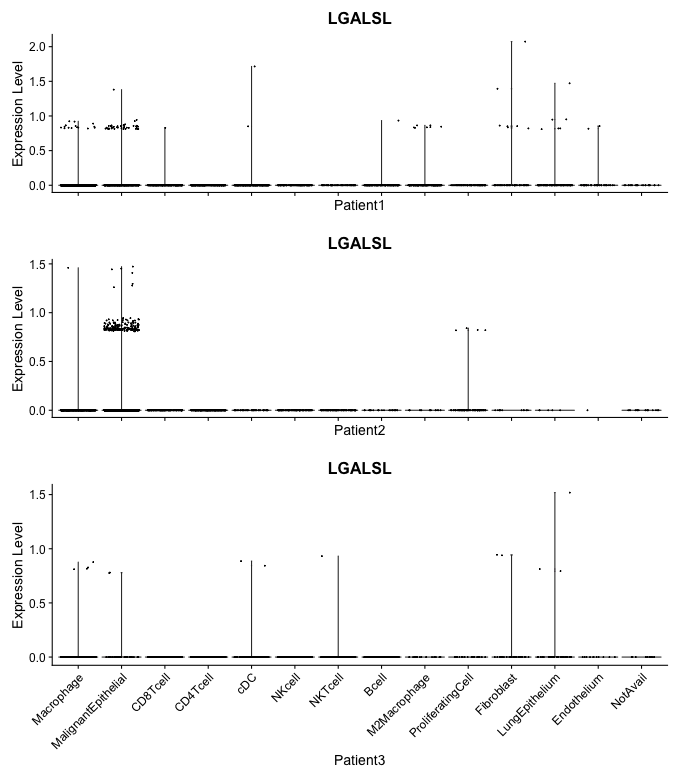 LGALSL
Expression Level
2.0
1.5
1.0
0.5
0.0
Patient1
LGALSL
Expression Level
1.5
1.0
0.5
0.0
Patient2
LGALSL
Expression Level
1.5
1.0
0.5
0.0
Macrophage
MalignantEpithelial
CD8Tcell
CD4Tcell
cDC
NKcell
NKTcell
Bcell
M2Macrophage
ProliferatingCell
Fibroblast
LungEpithelium
Endothelium
NotAvail
Patient3